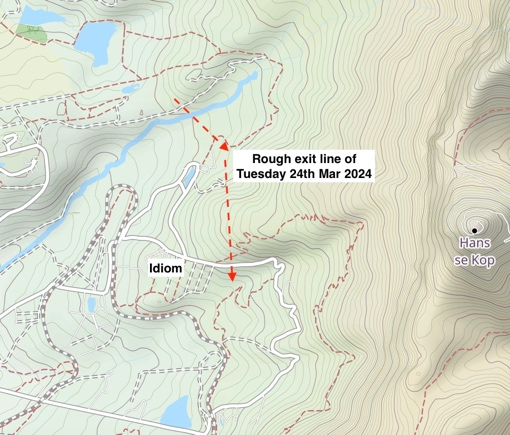 Rough exit line of
Tuesday 24th Mar 2024
Hans
se Kop
Idiom